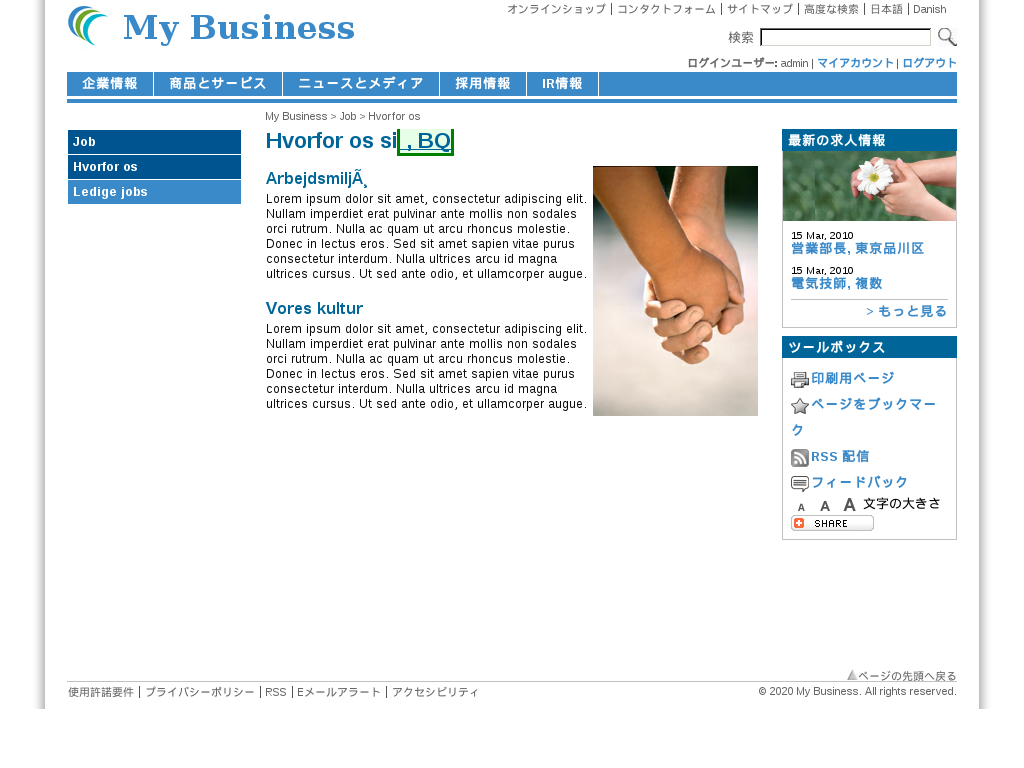 My Business
オンラインショップ | コンタクトフォーム | サイトマップ | 高度な検索 | 日本語 | Danish
検索
ログインユーザー: admin | マイアカウント | ログアウト
企業情報 商品とサービス ニュースとメディア 採用情報 IR情報
My Business > Job > Hvorfor os
Job
Hvorfor os
Ledige jobs
Hvorfor os si , BQ
ArbejdsmiljÃ¸
Lorem ipsum dolor sit amet, consectetur adipiscing elit.
Nullam imperdiet erat pulvinar ante mollis non sodales
orci rutrum. Nulla ac quam ut arcu rhoncus molestie.
Donec in lectus eros. Sed sit amet sapien vitae purus
consectetur interdum. Nulla ultrices arcu id magna
ultrices cursus. Ut sed ante odio, et ullamcorper augue.
Vores kultur
Lorem ipsum dolor sit amet, consectetur adipiscing elit.
Nullam imperdiet erat pulvinar ante mollis non sodales
orci rutrum. Nulla ac quam ut arcu rhoncus molestie.
Donec in lectus eros. Sed sit amet sapien vitae purus
consectetur interdum. Nulla ultrices arcu id magna
ultrices cursus. Ut sed ante odio, et ullamcorper augue.
最新の求人情報
15 Mar, 2010
営業部長, 東京品川区
15 Mar, 2010
電気技師, 複数
> もっと見る
ツールボックス
印刷用ページ
ページをブックマー
ク
RSS 配信
フィードバック
A A A 文字の大きさ
SHARE
ページの先頭へ戻る
使用許諾要件 | プライバシーポリシー | RSS | Eメールアラート | アクセシビリティ
© 2020 My Business. All rights reserved.